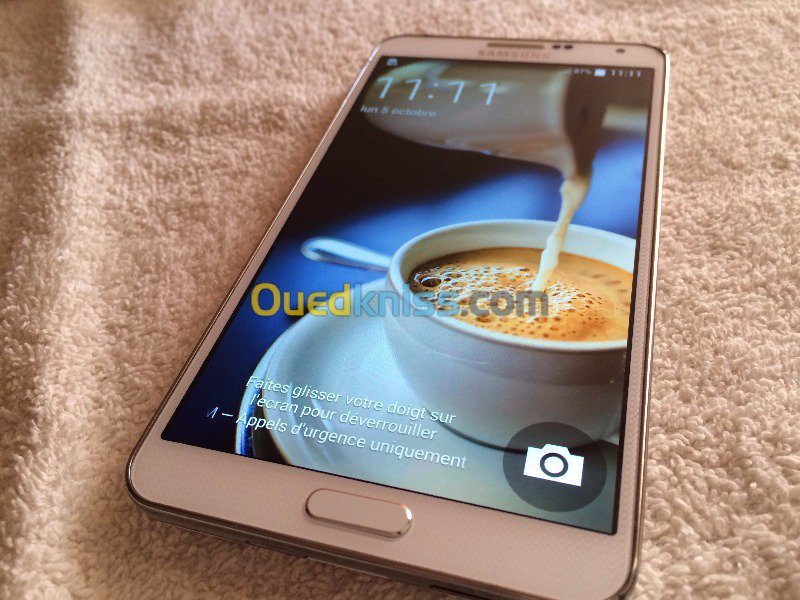 SAMSUNG
87% 11:11
11:11
lun 5 octobre
Ouedkniss.com
Faites glisser votre doigt sur
l'écran pour déverrouiller
M – Appels d'urgence uniquement